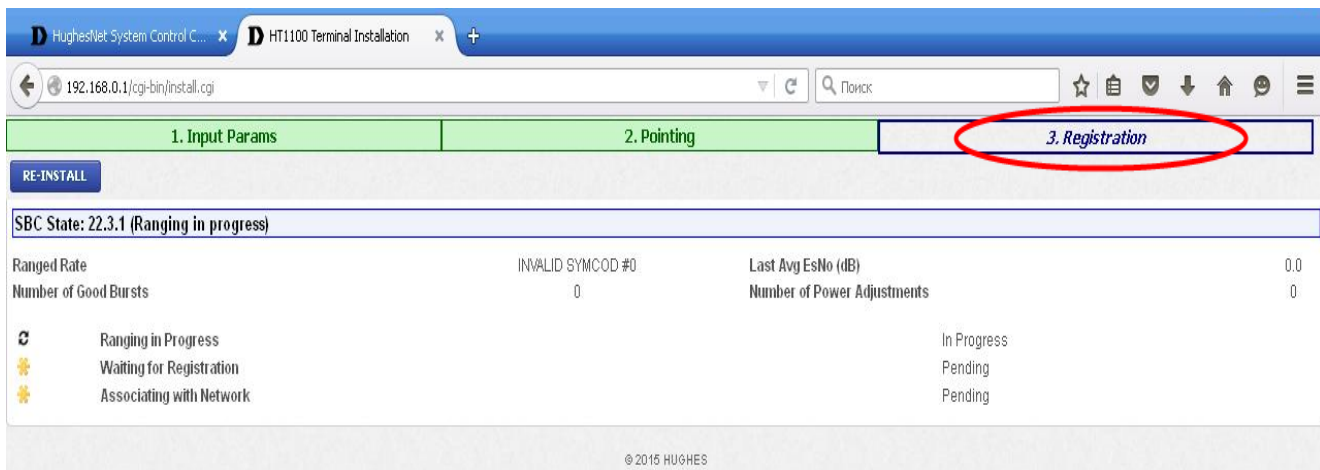 HughesNet System Control C...
HT1100 Terminal Installation
192.168.0.1/cgi-bin/install.cgi
Поиск
1. Input Params
2. Pointing
3. Registration
RE-INSTALL
SBC State: 22.3.1 (Ranging in progress)
Ranged Rate INVALID SYMCOD #0 Last Avg EsNo (dB) 0.0
Number of Good Bursts 0 Number of Power Adjustments 0
Ranging in Progress In Progress
Waiting for Registration Pending
Associating with Network Pending
© 2015 HUGHES